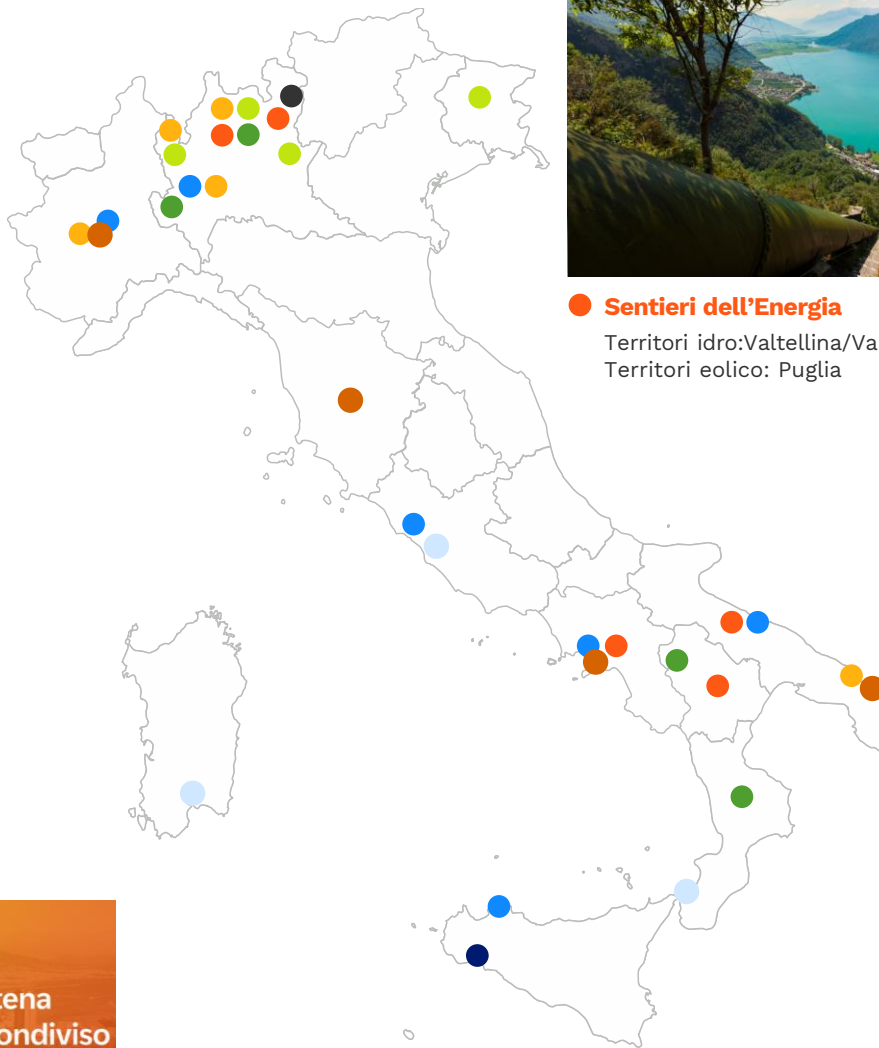 Sentieri dell’Energia
Territori idro:Valtellina/Va
Territori eolico: Puglia
tena
ondiviso